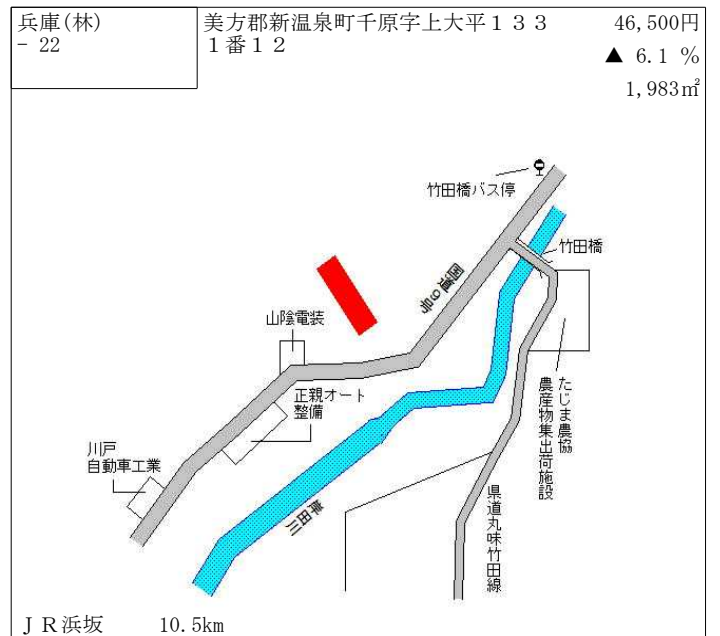 兵庫(林)
- 22
美方郡新温泉町千原字上大平１３３
１番１２
46,500円
▲ 6.1 %
1,983㎡
竹田橋バス停
竹田橋
国道9号
山陰電装
正親オート
整備
川戸
自動車工業
たじま農協
農産物集出荷施設
岸田川
県道丸味竹田線
ＪＲ浜坂 10.5km